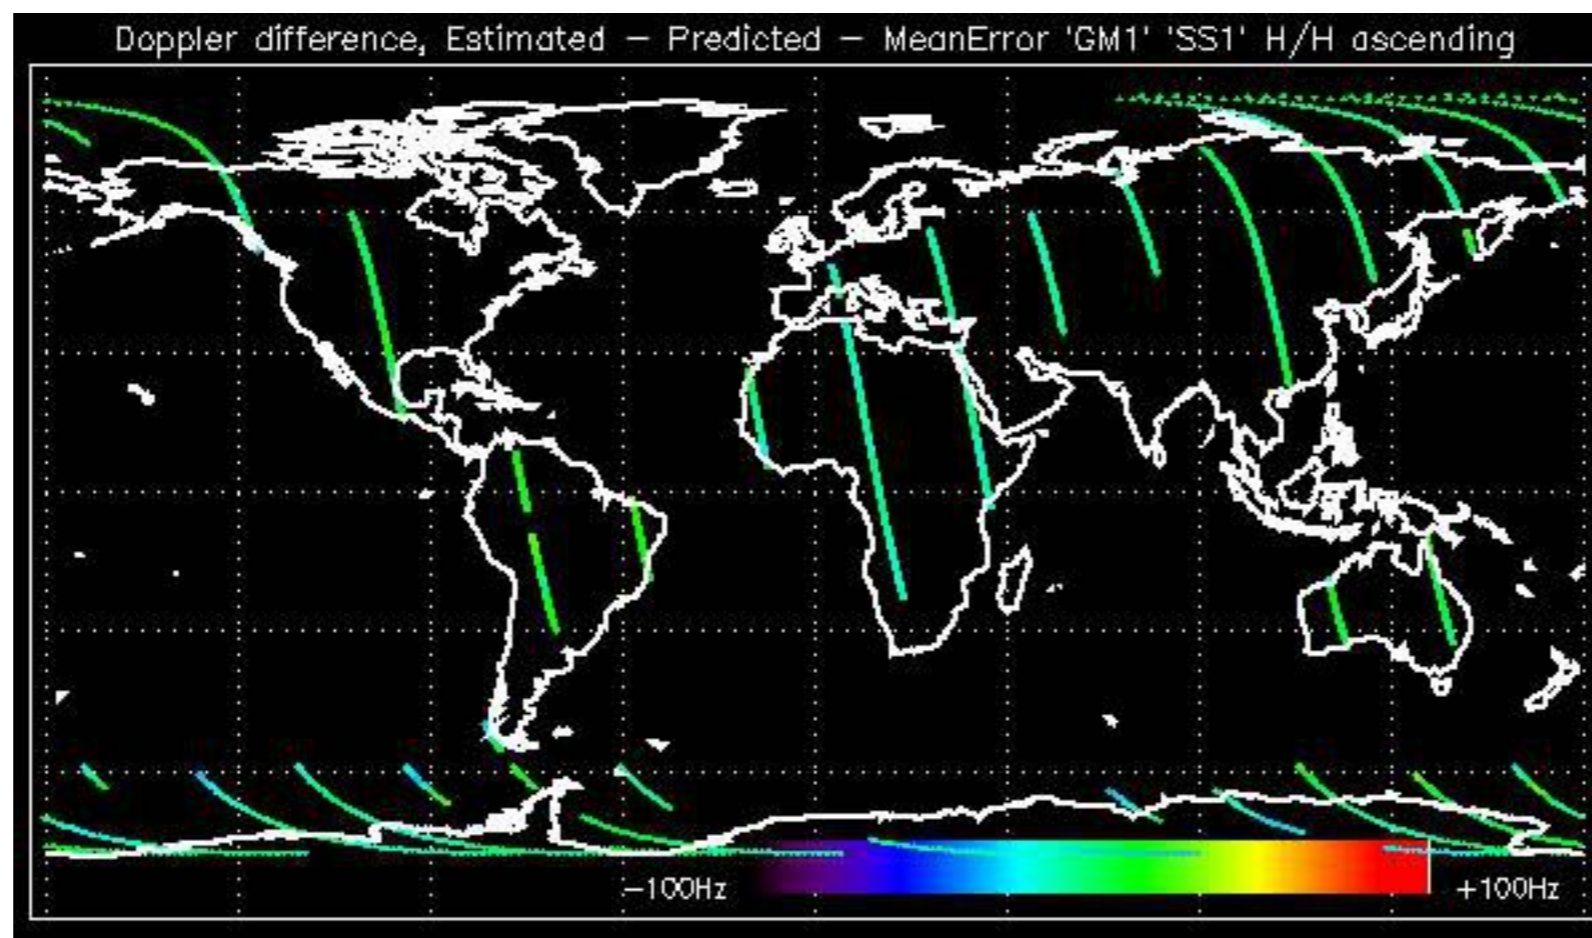 Doppler difference, Estimated − Predicted − MeanError 'GM1' 'SS1' H/H ascending
−100Hz
+100Hz